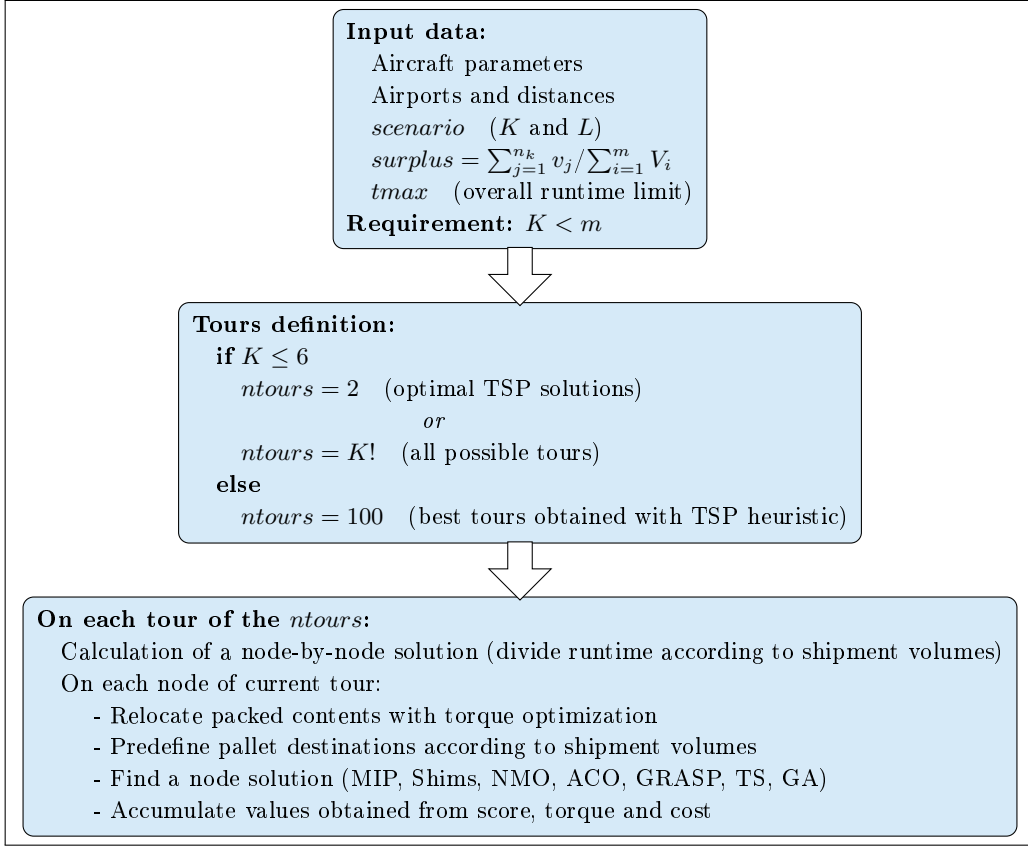 Input data:
Aircraft parameters
Airports and distances
scenario (K and L)
surplus = ∑_{j=1}^{n_k} v_j / ∑_{i=1}^{m} V_i
tmax (overall runtime limit)
Requirement: K < m
Tours definition:
if K ≤ 6
ntours = 2 (optimal TSP solutions)
or
ntours = K! (all possible tours)
else
ntours = 100 (best tours obtained with TSP heuristic)
On each tour of the ntours:
Calculation of a node-by-node solution (divide runtime according to shipment volumes)
On each node of current tour:
- Relocate packed contents with torque optimization
- Predefine pallet destinations according to shipment volumes
- Find a node solution (MIP, Shims, NMO, ACO, GRASP, TS, GA)
- Accumulate values obtained from score, torque and cost